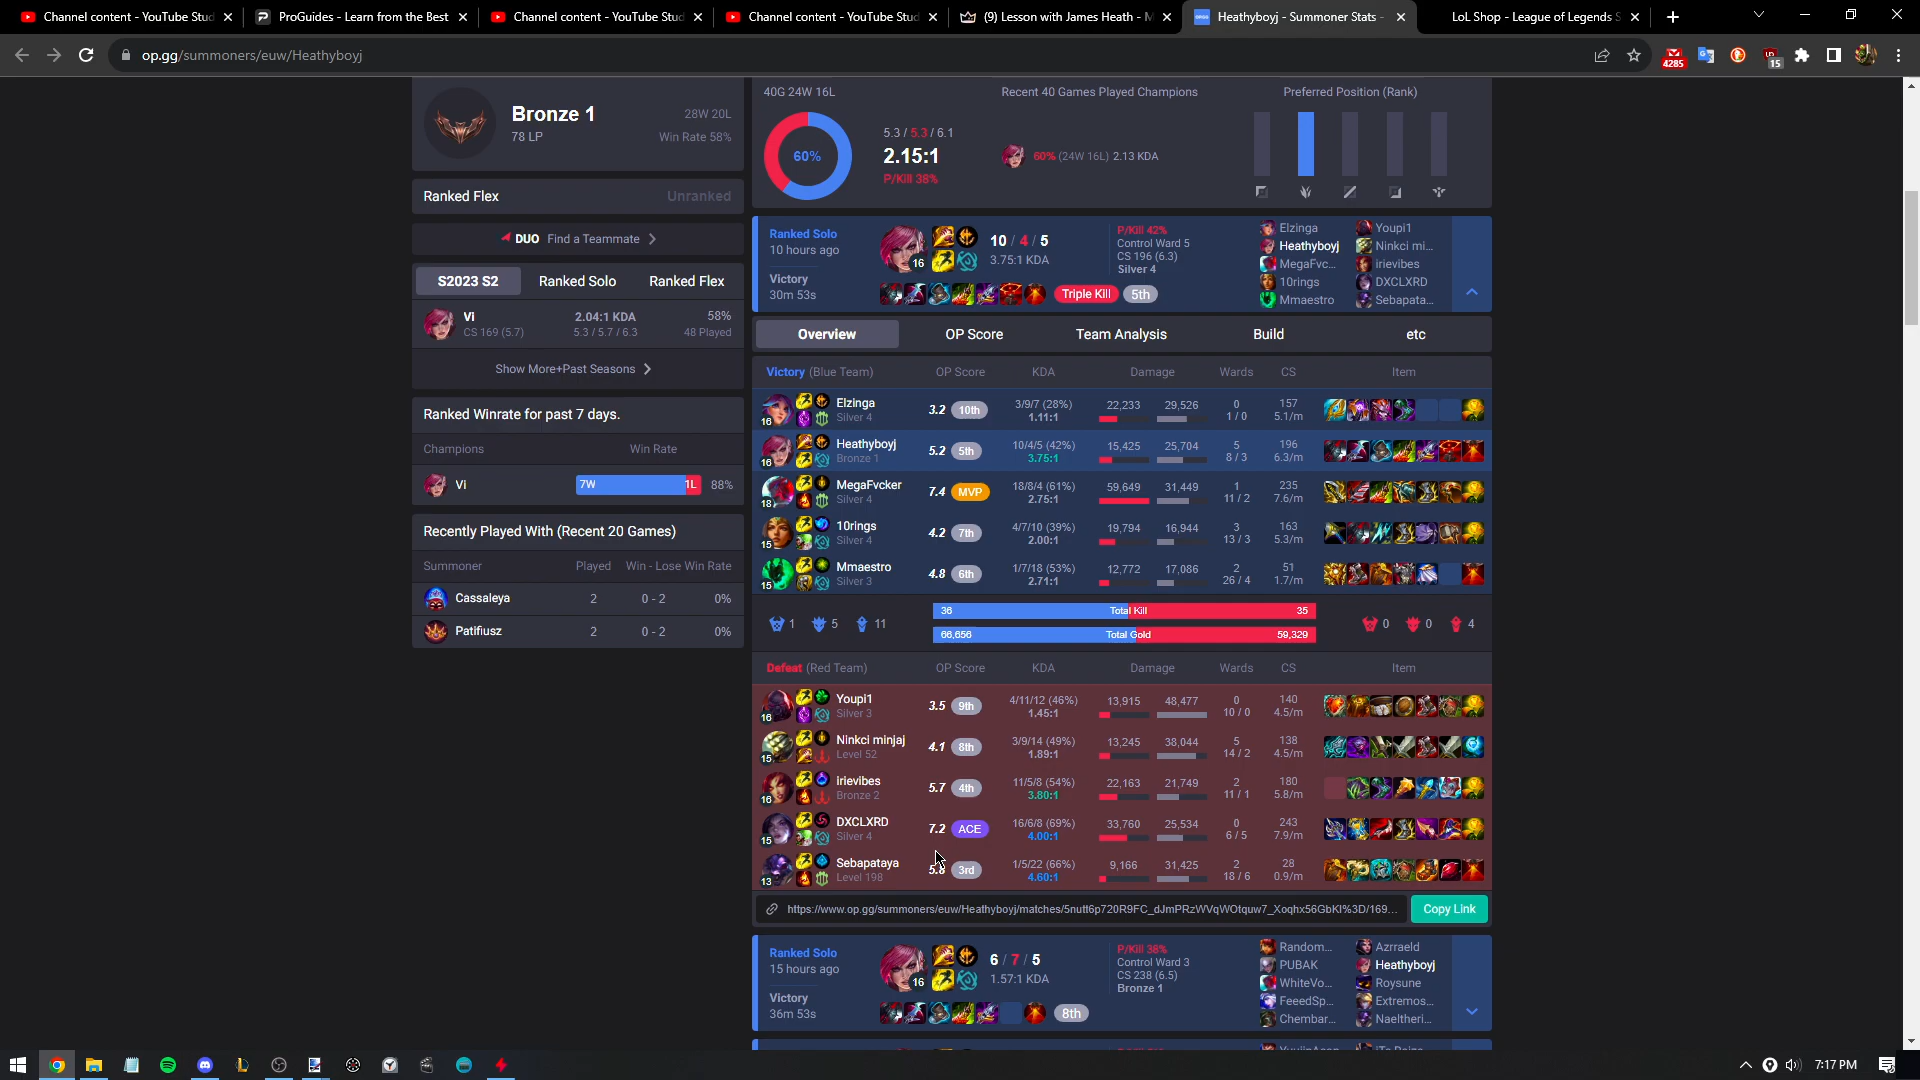 Channel content - YouTube Stud
ProGuides - Learn from the Best
Channel content - YouTube Stud
Channel content - YouTube Stud
(9) Lesson with James Heath - M
Heathyboyj - Summoner Stats -
LoL Shop - League of Legends S
op.gg/summoners/euw/Heathyboyj
4285
15
Bronze 1
28W 20L
78 LP
Win Rate 58%
Ranked Flex
Unranked
DUO Find a Teammate
S2023 S2
Ranked Solo
Ranked Flex
Vi
CS 169 (5.7)
2.04:1 KDA
5.3 / 5.7 / 6.3
58%
48 Played
Show More+Past Seasons
Ranked Winrate for past 7 days.
Champions
Win Rate
Vi
7W
1L
88%
Recently Played With (Recent 20 Games)
Summoner
Played
Win - Lose Win Rate
Cassaleya
2
0 - 2
0%
Patifiusz
2
0 - 2
0%
40G 24W 16L
Recent 40 Games Played Champions
Preferred Position (Rank)
60%
5.3 / 5.3 / 6.1
2.15:1
P/Kill 38%
60% (24W 16L) 2.13 KDA
Ranked Solo
10 hours ago
Victory
30m 53s
16
10 / 4 / 5
3.75:1 KDA
P/Kill 42%
Control Ward 5
CS 196 (6.3)
Silver 4
Triple Kill
5th
Elzinga
Heathyboyj
MegaFvc...
10rings
Mmaestro
Youpi1
Ninkci mi...
irievibes
DXCLXRD
Sebapata...
Overview
OP Score
Team Analysis
Build
etc
Victory (Blue Team)
OP Score
KDA
Damage
Wards
CS
Item
16
Elzinga
Silver 4
3.2
10th
3/9/7 (28%)
1.11:1
22,233
29,526
0
1 / 0
157
5.1/m
16
Heathyboyj
Bronze 1
5.2
5th
10/4/5 (42%)
3.75:1
15,425
25,704
5
8 / 3
196
6.3/m
18
MegaFvcker
Silver 4
7.4
MVP
18/8/4 (61%)
2.75:1
59,649
31,449
1
11 / 2
235
7.6/m
15
10rings
Silver 4
4.2
7th
4/7/10 (39%)
2.00:1
19,794
16,944
3
13 / 3
163
5.3/m
15
Mmaestro
Silver 3
4.8
6th
1/7/18 (53%)
2.71:1
12,772
17,086
2
26 / 4
51
1.7/m
1
5
11
36
Total Kill
35
66,656
Total Gold
59,329
0
0
4
Defeat (Red Team)
OP Score
KDA
Damage
Wards
CS
Item
16
Youpi1
Silver 3
3.5
9th
4/11/12 (46%)
1.45:1
13,915
48,477
0
10 / 0
140
4.5/m
15
Ninkci minjaj
Level 52
4.1
8th
3/9/14 (49%)
1.89:1
13,245
38,044
5
14 / 2
138
4.5/m
16
irievibes
Bronze 2
5.7
4th
11/5/8 (54%)
3.80:1
22,163
21,749
2
11 / 1
180
5.8/m
15
DXCLXRD
Silver 4
7.2
ACE
16/6/8 (69%)
4.00:1
33,760
25,534
0
6 / 5
243
7.9/m
13
Sebapataya
Level 198
5.8
3rd
1/5/22 (66%)
4.60:1
9,166
31,425
2
18 / 6
28
0.9/m
https://www.op.gg/summoners/euw/Heathyboyj/matches/5nutt6p720R9FC_dJmPRzWVqWOtquw7_Xoqhx56GbKI%3D/169...
Copy Link
Ranked Solo
15 hours ago
Victory
36m 53s
16
6 / 7 / 5
1.57:1 KDA
P/Kill 38%
Control Ward 3
CS 238 (6.5)
Bronze 1
8th
Random...
PUBAK
WhiteVo...
FeeedSp...
Chembar...
Azrraeld
Heathyboyj
Roysune
Extremos...
Naeltheri...
7:17 PM